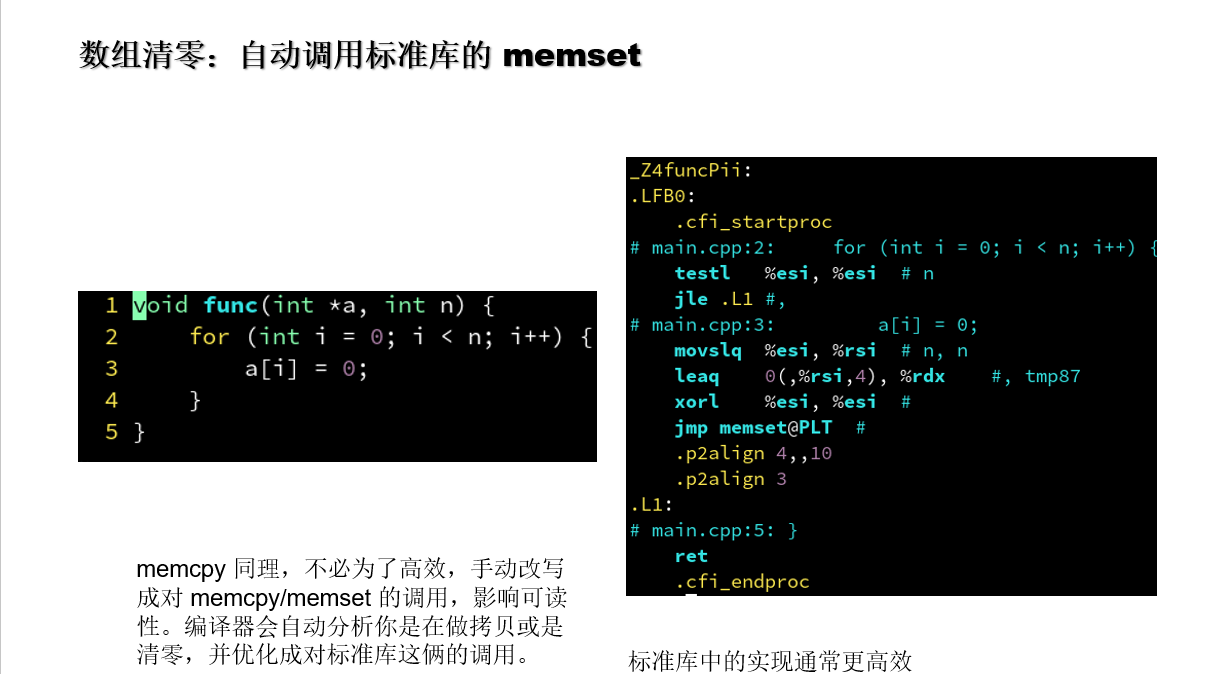 数组清零：自动调用标准库的 memset
1 void func(int *a, int n) {
2     for (int i = 0; i < n; i++) {
3         a[i] = 0;
4     }
5 }
memcpy 同理，不必为了高效，手动改写
成对 memcpy/memset 的调用，影响可读
性。编译器会自动分析你是在做拷贝或是
清零，并优化成对标准库这俩的调用。
_Z4funcPii:
.LFB0:
    .cfi_startproc
# main.cpp:2:     for (int i = 0; i < n; i++) {
    testl   %esi, %esi  # n
    jle .L1 #,
# main.cpp:3:         a[i] = 0;
    movslq  %esi, %rsi  # n, n
    leaq    0(,%rsi,4), %rdx    #, tmp87
    xorl    %esi, %esi  #
    jmp memset@PLT  #
    .p2align 4,,10
    .p2align 3
.L1:
# main.cpp:5: }
    ret
    .cfi_endproc
标准库中的实现通常更高效